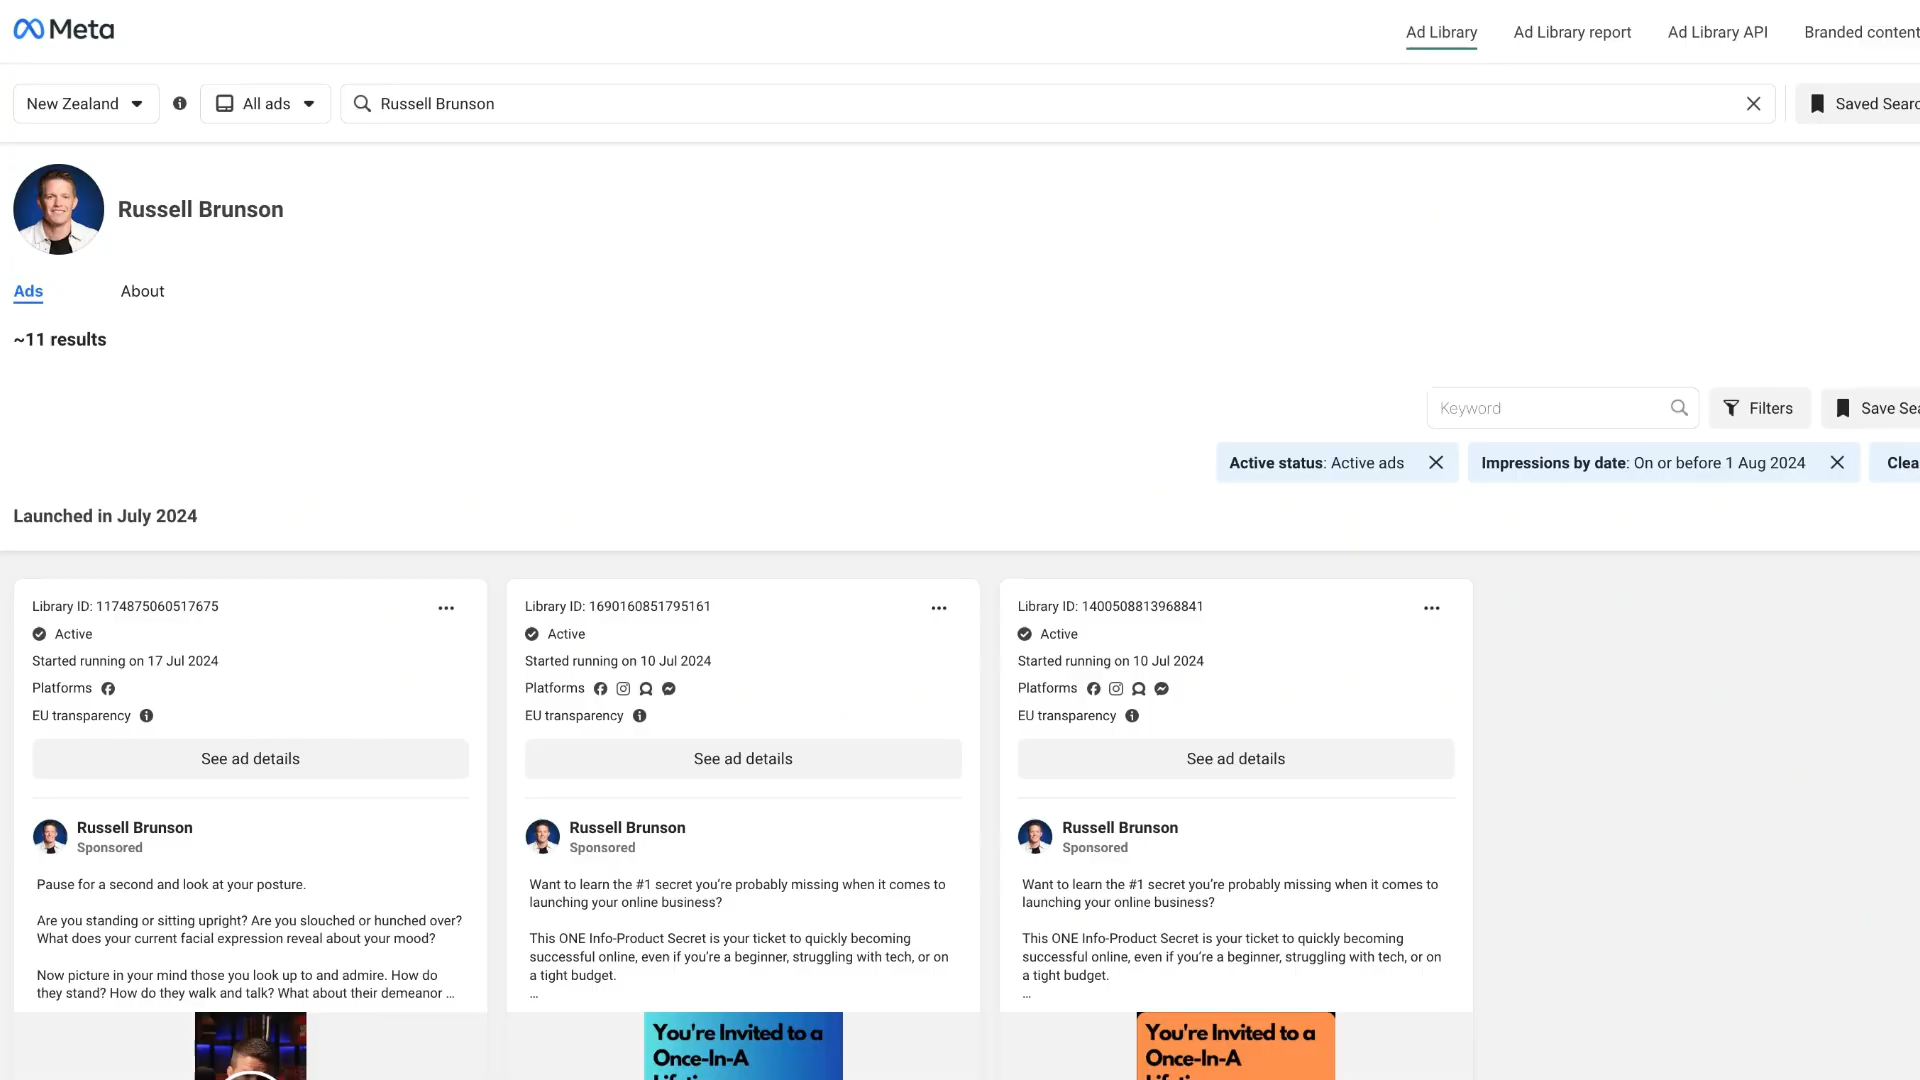 Meta
Ad Library
Ad Library report
Ad Library API
Branded content
New Zealand
All ads
Russell Brunson
Saved Searc
Russell Brunson
Ads
About
~11 results
Keyword
Filters
Save Sea
Active status: Active ads
Impressions by date: On or before 1 Aug 2024
Clea
Launched in July 2024
Library ID: 1174875060517675
Active
Started running on 17 Jul 2024
Platforms
EU transparency
See ad details
Russell Brunson
Sponsored
Pause for a second and look at your posture.
Are you standing or sitting upright? Are you slouched or hunched over?
What does your current facial expression reveal about your mood?
Now picture in your mind those you look up to and admire. How do
they stand? How do they walk and talk? What about their demeanor ...
Library ID: 1690160851795161
Active
Started running on 10 Jul 2024
Platforms
EU transparency
See ad details
Russell Brunson
Sponsored
Want to learn the #1 secret you’re probably missing when it comes to
launching your online business?
This ONE Info-Product Secret is your ticket to quickly becoming
successful online, even if you’re a beginner, struggling with tech, or on
a tight budget.
...
You're Invited to a
Once-In-A
Library ID: 1400508813968841
Active
Started running on 10 Jul 2024
Platforms
EU transparency
See ad details
Russell Brunson
Sponsored
Want to learn the #1 secret you’re probably missing when it comes to
launching your online business?
This ONE Info-Product Secret is your ticket to quickly becoming
successful online, even if you’re a beginner, struggling with tech, or on
a tight budget.
...
You're Invited to a
Once-In-A